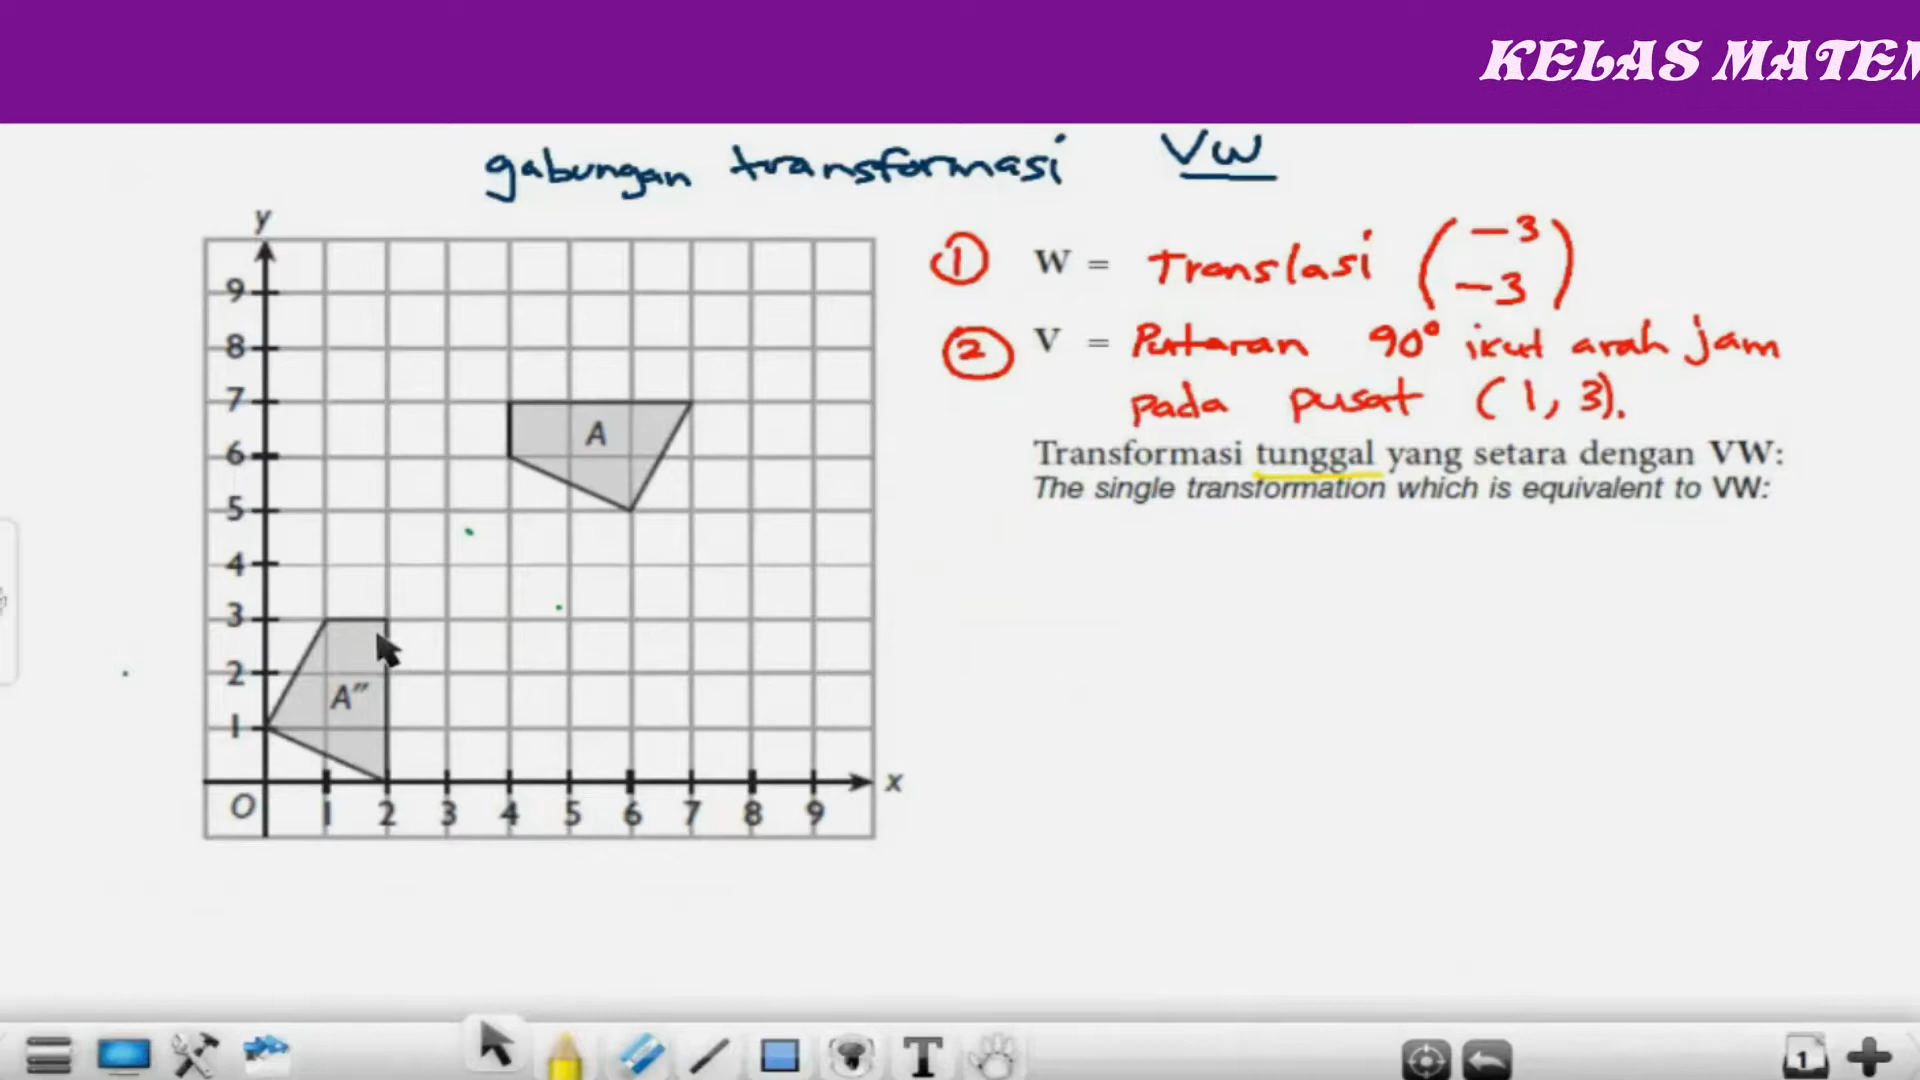 KELAS MATEM
gabungan transformasi VW
y
9
8
7
6
5
4
3
2
1
O
1 2 3 4 5 6 7 8 9
x
A
A″
① W = Translasi (−3 −3)
② V = Putaran 90° ikut arah jam
pada pusat (1, 3).
Transformasi tunggal yang setara dengan VW:
The single transformation which is equivalent to VW:
T
1